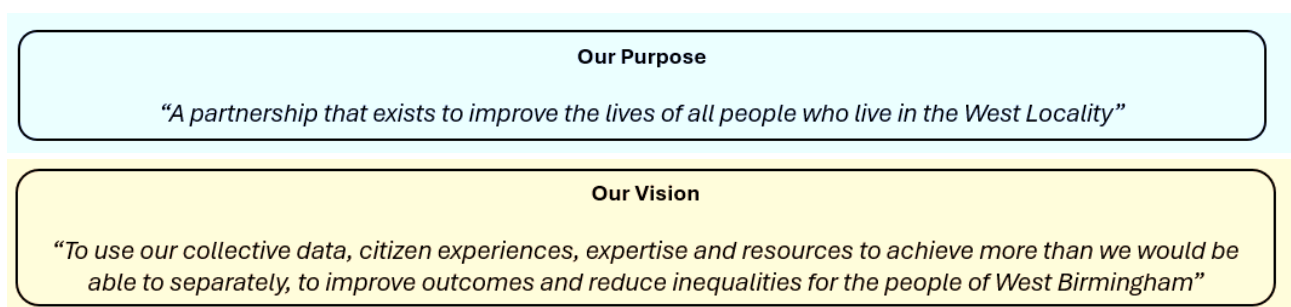 Our Purpose
“A partnership that exists to improve the lives of all people who live in the West Locality”
Our Vision
“To use our collective data, citizen experiences, expertise and resources to achieve more than we would be
able to separately, to improve outcomes and reduce inequalities for the people of West Birmingham”